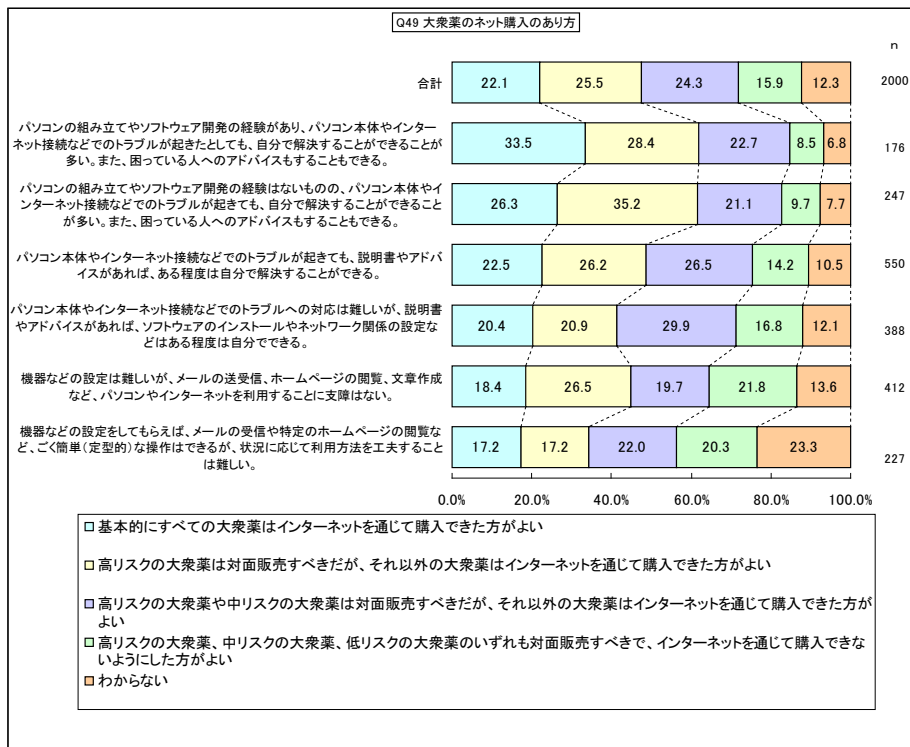 Q49 大衆薬のネット購入のあり方
n
合計
22.1 25.5 24.3 15.9 12.3 2000
パソコンの組み立てやソフトウェア開発の経験があり、パソコン本体やインター
ネット接続などでのトラブルが起きたとしても、自分で解決することができることが
多い。また、困っている人へのアドバイスもすることもできる。
33.5 28.4 22.7 8.5 6.8 176
パソコンの組み立てやソフトウェア開発の経験はないものの、パソコン本体やイ
ンターネット接続などでのトラブルが起きても、自分で解決することができること
が多い。また、困っている人へのアドバイスもすることもできる。
26.3 35.2 21.1 9.7 7.7 247
パソコン本体やインターネット接続などでのトラブルが起きても、説明書やアドバ
イスがあれば、ある程度は自分で解決することができる。
22.5 26.2 26.5 14.2 10.5 550
パソコン本体やインターネット接続などでのトラブルへの対応は難しいが、説明書
やアドバイスがあれば、ソフトウェアのインストールやネットワーク関係の設定な
どはある程度は自分でできる。
20.4 20.9 29.9 16.8 12.1 388
機器などの設定は難しいが、メールの送受信、ホームページの閲覧、文章作成
など、パソコンやインターネットを利用することに支障はない。
18.4 26.5 19.7 21.8 13.6 412
機器などの設定をしてもらえば、メールの受信や特定のホームページの閲覧な
ど、ごく簡単(定型的)な操作はできるが、状況に応じて利用方法を工夫すること
は難しい。
17.2 17.2 22.0 20.3 23.3 227
0.0% 20.0% 40.0% 60.0% 80.0% 100.0%
基本的にすべての大衆薬はインターネットを通じて購入できた方がよい
高リスクの大衆薬は対面販売すべきだが、それ以外の大衆薬はインターネットを通じて購入できた方がよい
高リスクの大衆薬や中リスクの大衆薬は対面販売すべきだが、それ以外の大衆薬はインターネットを通じて購入できた方が
よい
高リスクの大衆薬、中リスクの大衆薬、低リスクの大衆薬のいずれも対面販売すべきで、インターネットを通じて購入できな
いようにした方がよい
わからない